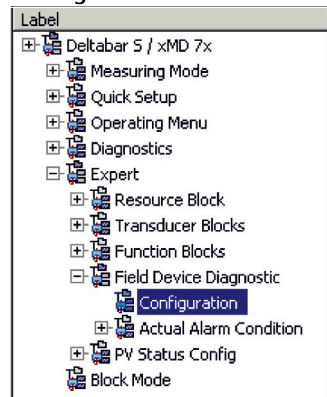 Label
Deltabar S / xMD 7x
Measuring Mode
Quick Setup
Operating Menu
Diagnostics
Expert
Resource Block
Transducer Blocks
Function Blocks
Field Device Diagnostic
Configuration
Actual Alarm Condition
PV Status Config
Block Mode